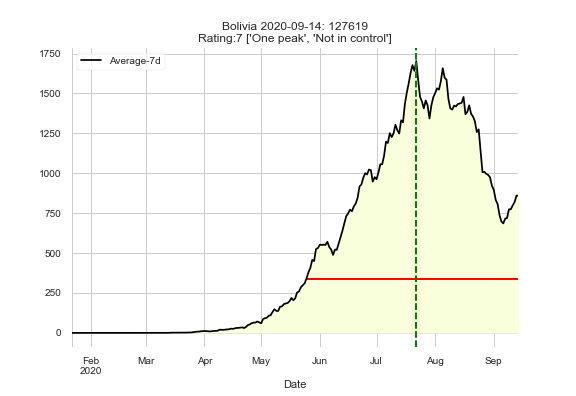 Bolivia 2020-09-14: 127619
Rating:7 ['One peak', 'Not in control']
Average-7d
1750
1500
1250
1000
750
500
250
0
Feb Mar Apr May Jun Jul Aug Sep
2020
Date